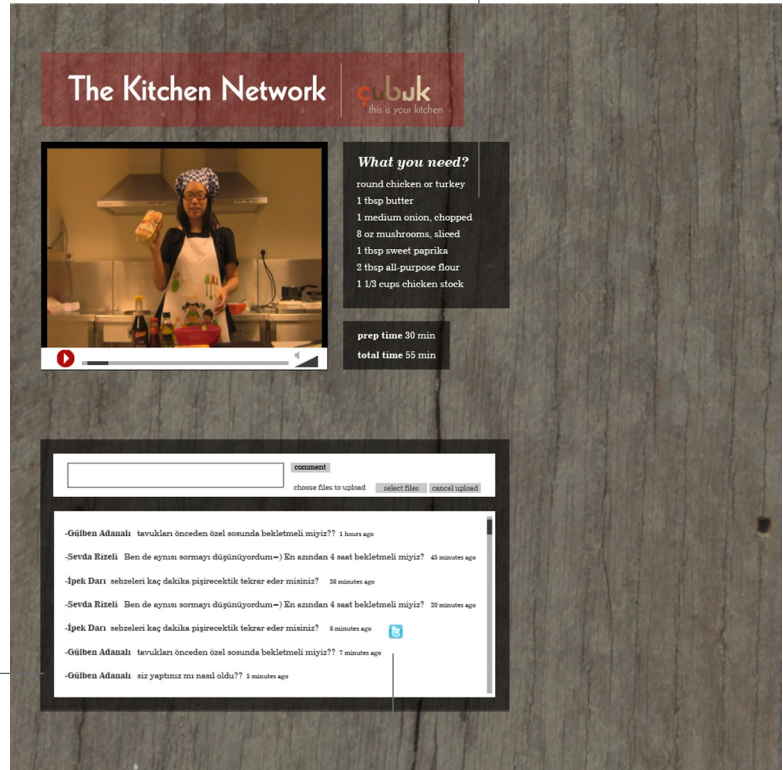 The Kitchen Network
çubuk
this is your kitchen
What you need?
round chicken or turkey
1 tbsp butter
1 medium onion, chopped
8 oz mushrooms, sliced
1 tbsp sweet paprika
2 tbsp all-purpose flour
1 1/3 cups chicken stock
prep time 30 min
total time 55 min
comment
choose files to upload select files cancel upload
-Gülben Adanalı tavukları önceden özel sosunda bekletmeli miyiz?? 1 hours ago
-Sevda Rizeli Ben de aynısı sormayı düşünüyordum=) En azından 4 saat bekletmeli miyiz? 45 minutes ago
-İpek Darı sebzeleri kaç dakika pişirecektik tekrar eder misiniz? 38 minutes ago
-Sevda Rizeli Ben de aynısı sormayı düşünüyordum=) En azından 4 saat bekletmeli miyiz? 20 minutes ago
-İpek Darı sebzeleri kaç dakika pişirecektik tekrar eder misiniz? 8 minutes ago
-Gülben Adanalı tavukları önceden özel sosunda bekletmeli miyiz?? 7 minutes ago
-Gülben Adanalı siz yaptınız mı nasıl oldu?? 5 minutes ago